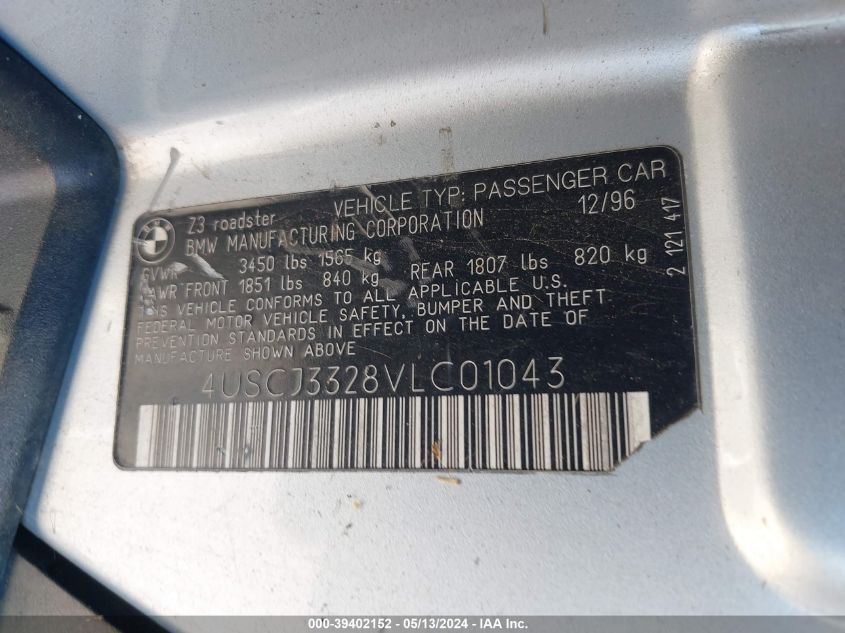 BMW
Z3 roadster VEHICLE TYP: PASSENGER CAR
BMW MANUFACTURING CORPORATION 12/96
GVWR 3450 lbs 1565 kg
GAWR FRONT 1851 lbs 840 kg REAR 1807 lbs 820 kg
THIS VEHICLE CONFORMS TO ALL APPLICABLE U.S.
FEDERAL MOTOR VEHICLE SAFETY, BUMPER AND THEFT
PREVENTION STANDARDS IN EFFECT ON THE DATE OF
MANUFACTURE SHOWN ABOVE
4USCJ3328VLC01043
2 121 417
000-39402152 - 05/13/2024 - IAAI.COM